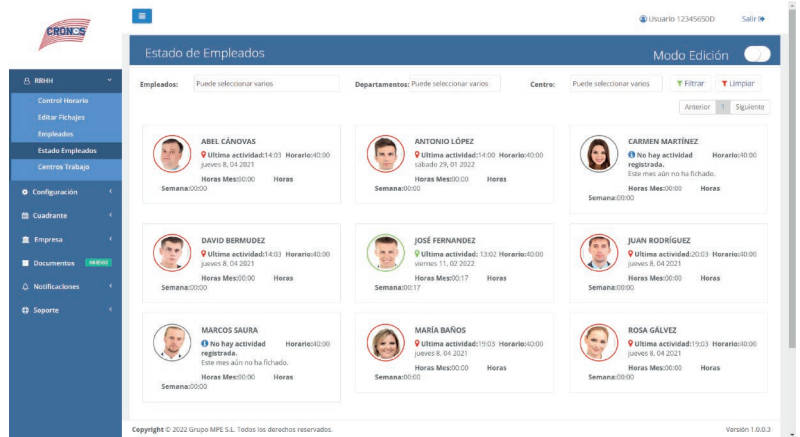 CRONOS
Usuario 12345650D Salir
Estado de Empleados
Modo Edición
RRHH
Control Horario
Editar Fichajes
Empleados
Estado Empleados
Centros Trabajo
Configuración
Cuadrante
Empresa
Documentos NUEVO
Notificaciones
Soporte
Empleados: Puede seleccionar varios Departamentos: Puede seleccionar varios Centro: Puede seleccionar varios Filtrar Limpiar
Anterior 1 Siguiente
ABEL CÁNOVAS
Ultima actividad:14:03 Horario:40:00
jueves 8, 04 2021
Horas Mes:00:00 Horas
Semana:00:00
ANTONIO LÓPEZ
Ultima actividad:14:00 Horario:40:00
sábado 29, 01 2022
Horas Mes:00:00 Horas
Semana:00:00
CARMEN MARTÍNEZ
No hay actividad Horario:40:00
registrada.
Este mes aún no ha fichado.
Horas Mes:00:00 Horas
Semana:00:00
DAVID BERMUDEZ
Ultima actividad:14:03 Horario:40:00
jueves 8, 04 2021
Horas Mes:00:00 Horas
Semana:00:00
JOSÉ FERNANDEZ
Ultima actividad: 13:02 Horario:40:00
viernes 11, 02 2022
Horas Mes:00:17 Horas
Semana:00:17
JUAN RODRÍGUEZ
Ultima actividad:20:03 Horario:40:00
jueves 8, 04 2021
Horas Mes:00:00 Horas
Semana:00:00
MARCOS SAURA
No hay actividad Horario:40:00
registrada.
Este mes aún no ha fichado.
Horas Mes:00:00 Horas
Semana:00:00
MARÍA BAÑOS
Ultima actividad:19:03 Horario:40:00
jueves 8, 04 2021
Horas Mes:00:00 Horas
Semana:00:00
ROSA GÁLVEZ
Ultima actividad:19:03 Horario:40:00
jueves 8, 04 2021
Horas Mes:00:00 Horas
Semana:00:00
Copyright © 2022 Grupo MPE S.L. Todos los derechos reservados. Versión 1.0.0.3